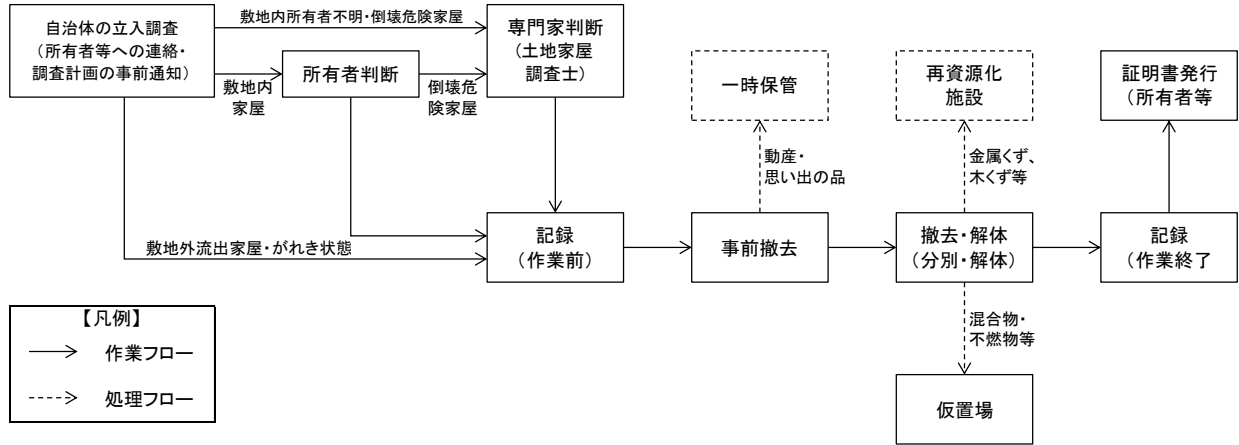 自治体の立入調査
(所有者等への連絡・
調査計画の事前通知)
敷地内所有者不明・倒壊危険家屋
敷地内
家屋
所有者判断
倒壊危
険家屋
専門家判断
(土地家屋
調査士)
敷地外流出家屋・がれき状態
記録
(作業前)
事前撤去
動産・
思い出の品
一時保管
撤去・解体
(分別・解体)
金属くず、
木くず等
再資源化
施設
混合物・
不燃物等
仮置場
記録
(作業終了
証明書発行
(所有者等
【凡例】
作業フロー
処理フロー